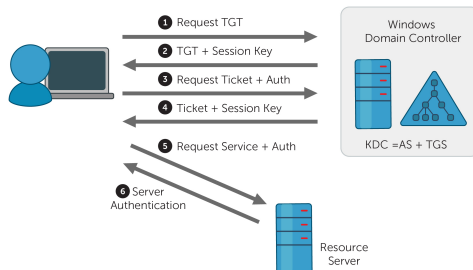 1 Request TGT
2 TGT + Session Key
3 Request Ticket + Auth
4 Ticket + Session Key
5 Request Service + Auth
6 Server
Authentication
Windows
Domain Controller
KDC =AS + TGS
Resource
Server